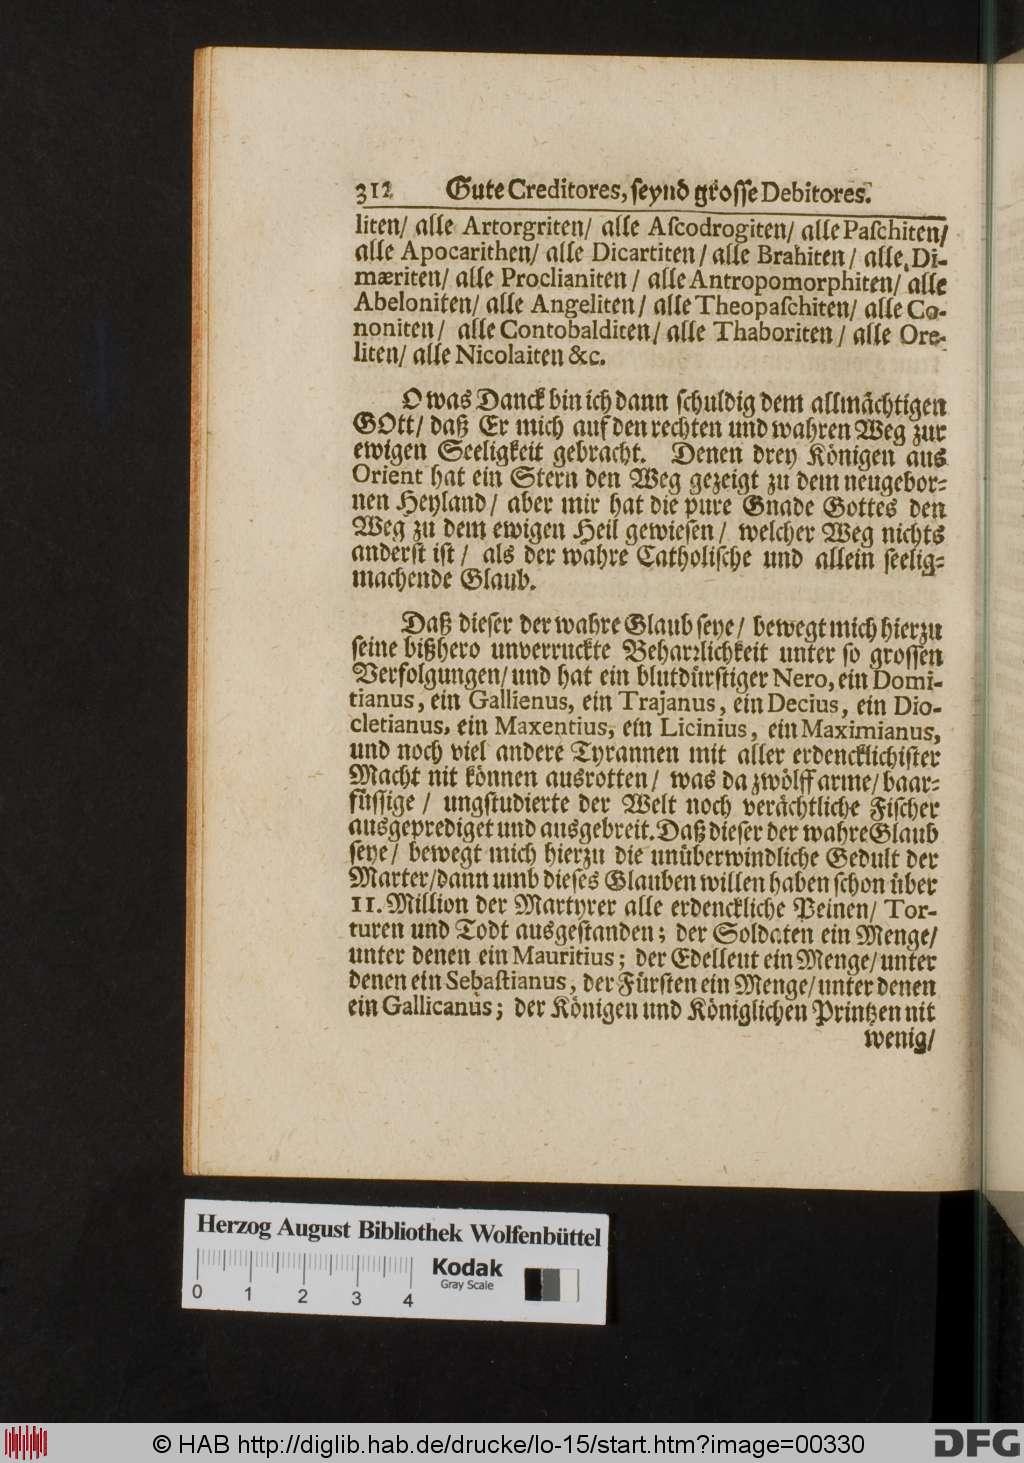 312 Gute Creditores, seynd grosse Debitores.
liten/ alle Artorgriten/ alle Ascodrogiten/ alle Paschiten/
alle Apocarithen/ alle Dicartiten/ alle Brahiten/ alle Di-
mæriten/ alle Proclianiten/ alle Antropomorphiten/ alle
Abeloniten/ alle Angeliten/ alle Theopaschiten/ alle Co-
noniten/ alle Contobalditen/ alle Thaboriten/ alle Ore-
liten/ alle Nicolaiten &c.
O was Danck bin ich dann schuldig dem allmächtigen
GOtt/ daß Er mich auf den rechten und wahren Weg zur
ewigen Seeligkeit gebracht. Denen drey Königen aus
Orient hat ein Stern den Weg gezeigt zu dem neugebor-
nen Heyland/ aber mir hat die pure Gnade Gottes den
Weg zu dem ewigen Heil gewiesen/ welcher Weg nichts
anderst ist/ als der wahre Catholische und allein seelig-
machende Glaub.
Daß dieser der wahre Glaub seye/ bewegt mich hierzu
seine bißhero unverruckte Beharrlichkeit unter so grossen
Verfolgungen/ und hat ein blutdürstiger Nero, ein Domi-
tianus, ein Gallienus, ein Trajanus, ein Decius, ein Dio-
cletianus, ein Maxentius, ein Licinius, ein Maximianus,
und noch viel andere Tyrannen mit aller erdencklichister
Macht nit können ausrotten/ was da zwölff arme/ baar-
füssige/ ungstudierte der Welt noch verächtliche Fischer
ausgeprediget und ausgebreit. Daß dieser der wahre Glaub
seye/ bewegt mich hierzu die unüberwindliche Gedult der
Marter/ dann umb dieses Glauben willen haben schon über
11. Million der Martyrer alle erdenckliche Peinen/ Tor-
turen und Todt ausgestanden; der Soldaten ein Menge/
unter denen ein Mauritius; der Edelleut ein Menge/ unter
denen ein Sebastianus, der Fürsten ein Menge/ unter denen
ein Gallicanus; der Königen und Königlichen Printzen nit
wenig/
Herzog August Bibliothek Wolfenbüttel
Kodak
Gray Scale
0 1 2 3 4
© HAB http://diglib.hab.de/drucke/lo-15/start.htm?image=00330
DFG